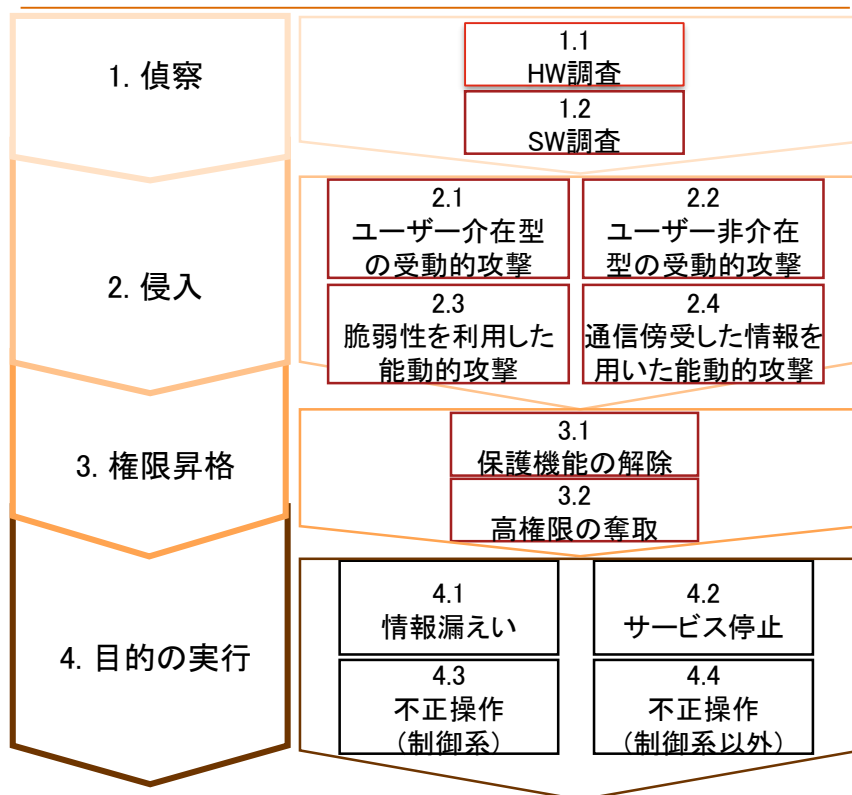 1. 偵察
1.1
HW調査
1.2
SW調査
2. 侵入
2.1
ユーザー介在型
の受動的攻撃
2.2
ユーザー非介在
型の受動的攻撃
2.3
脆弱性を利用した
能動的攻撃
2.4
通信傍受した情報を
用いた能動的攻撃
3. 権限昇格
3.1
保護機能の解除
3.2
高権限の奪取
4. 目的の実行
4.1
情報漏えい
4.2
サービス停止
4.3
不正操作
(制御系)
4.4
不正操作
(制御系以外)